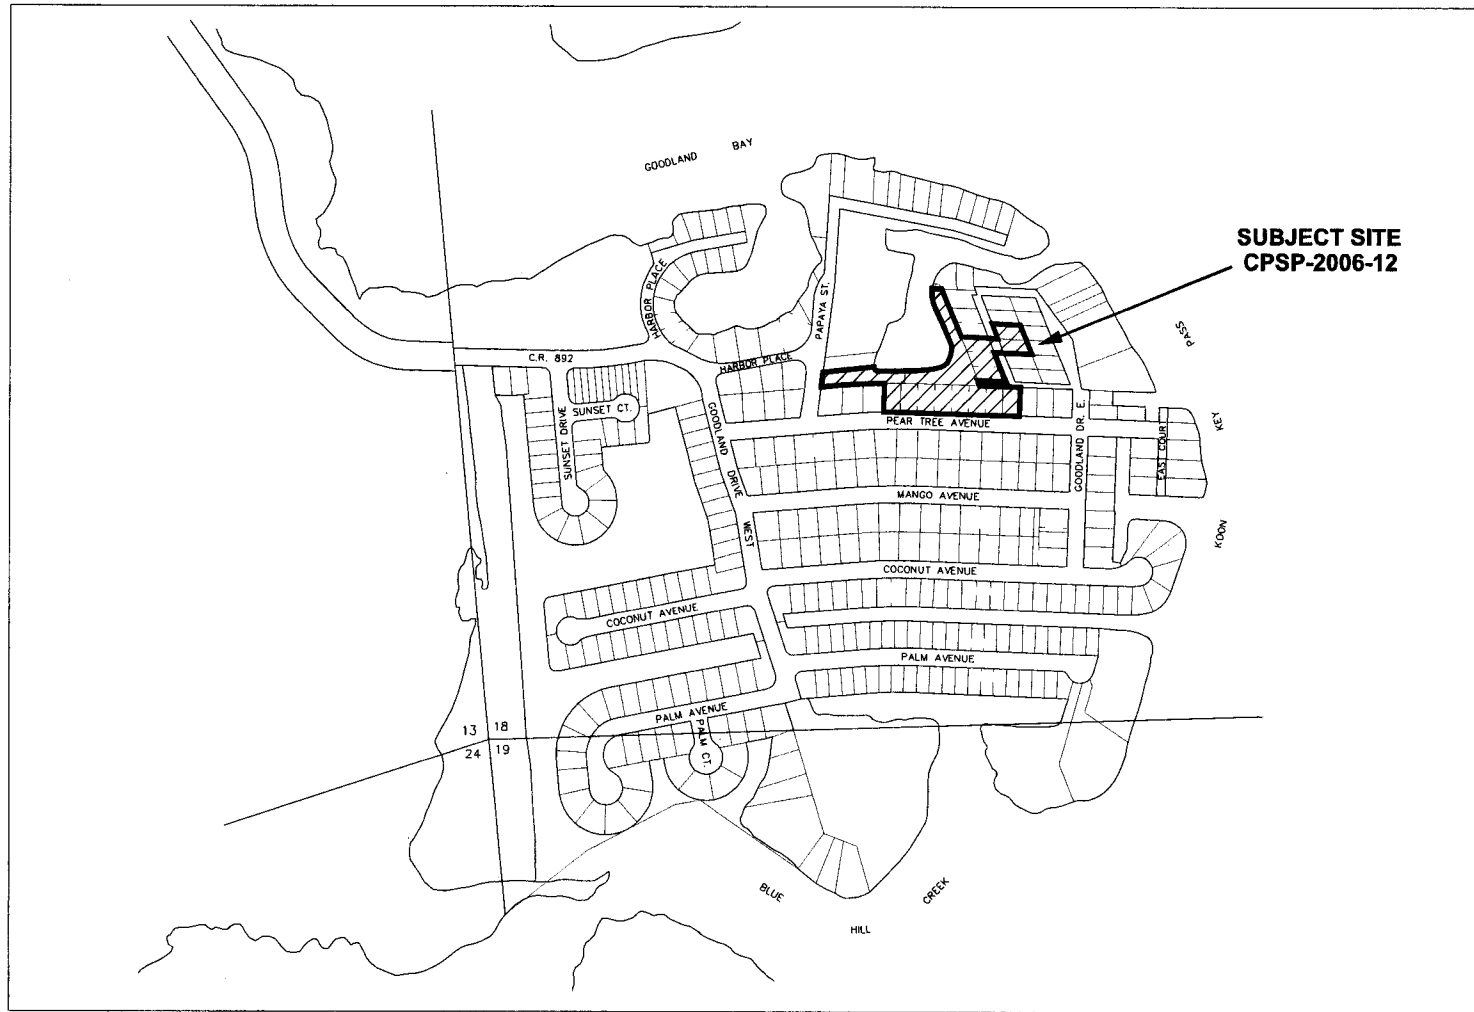 GOODLAND BAY
SUBJECT SITE
CPSP-2006-12
HARBOR PLACE
PAPAYA ST.
PASS
C.R. 892
HARBOR PLACE
SUNSET CT.
SUNSET DRIVE
GOODLAND DRIVE WEST
PEAR TREE AVENUE
GOODLAND DR. E.
EAST COURT
KEY
MANGO AVENUE
KOON
COCONUT AVENUE
COCONUT AVENUE
PALM AVENUE
PALM AVENUE
PALM CT.
13 18
24 19
BLUE
HILL
CREEK